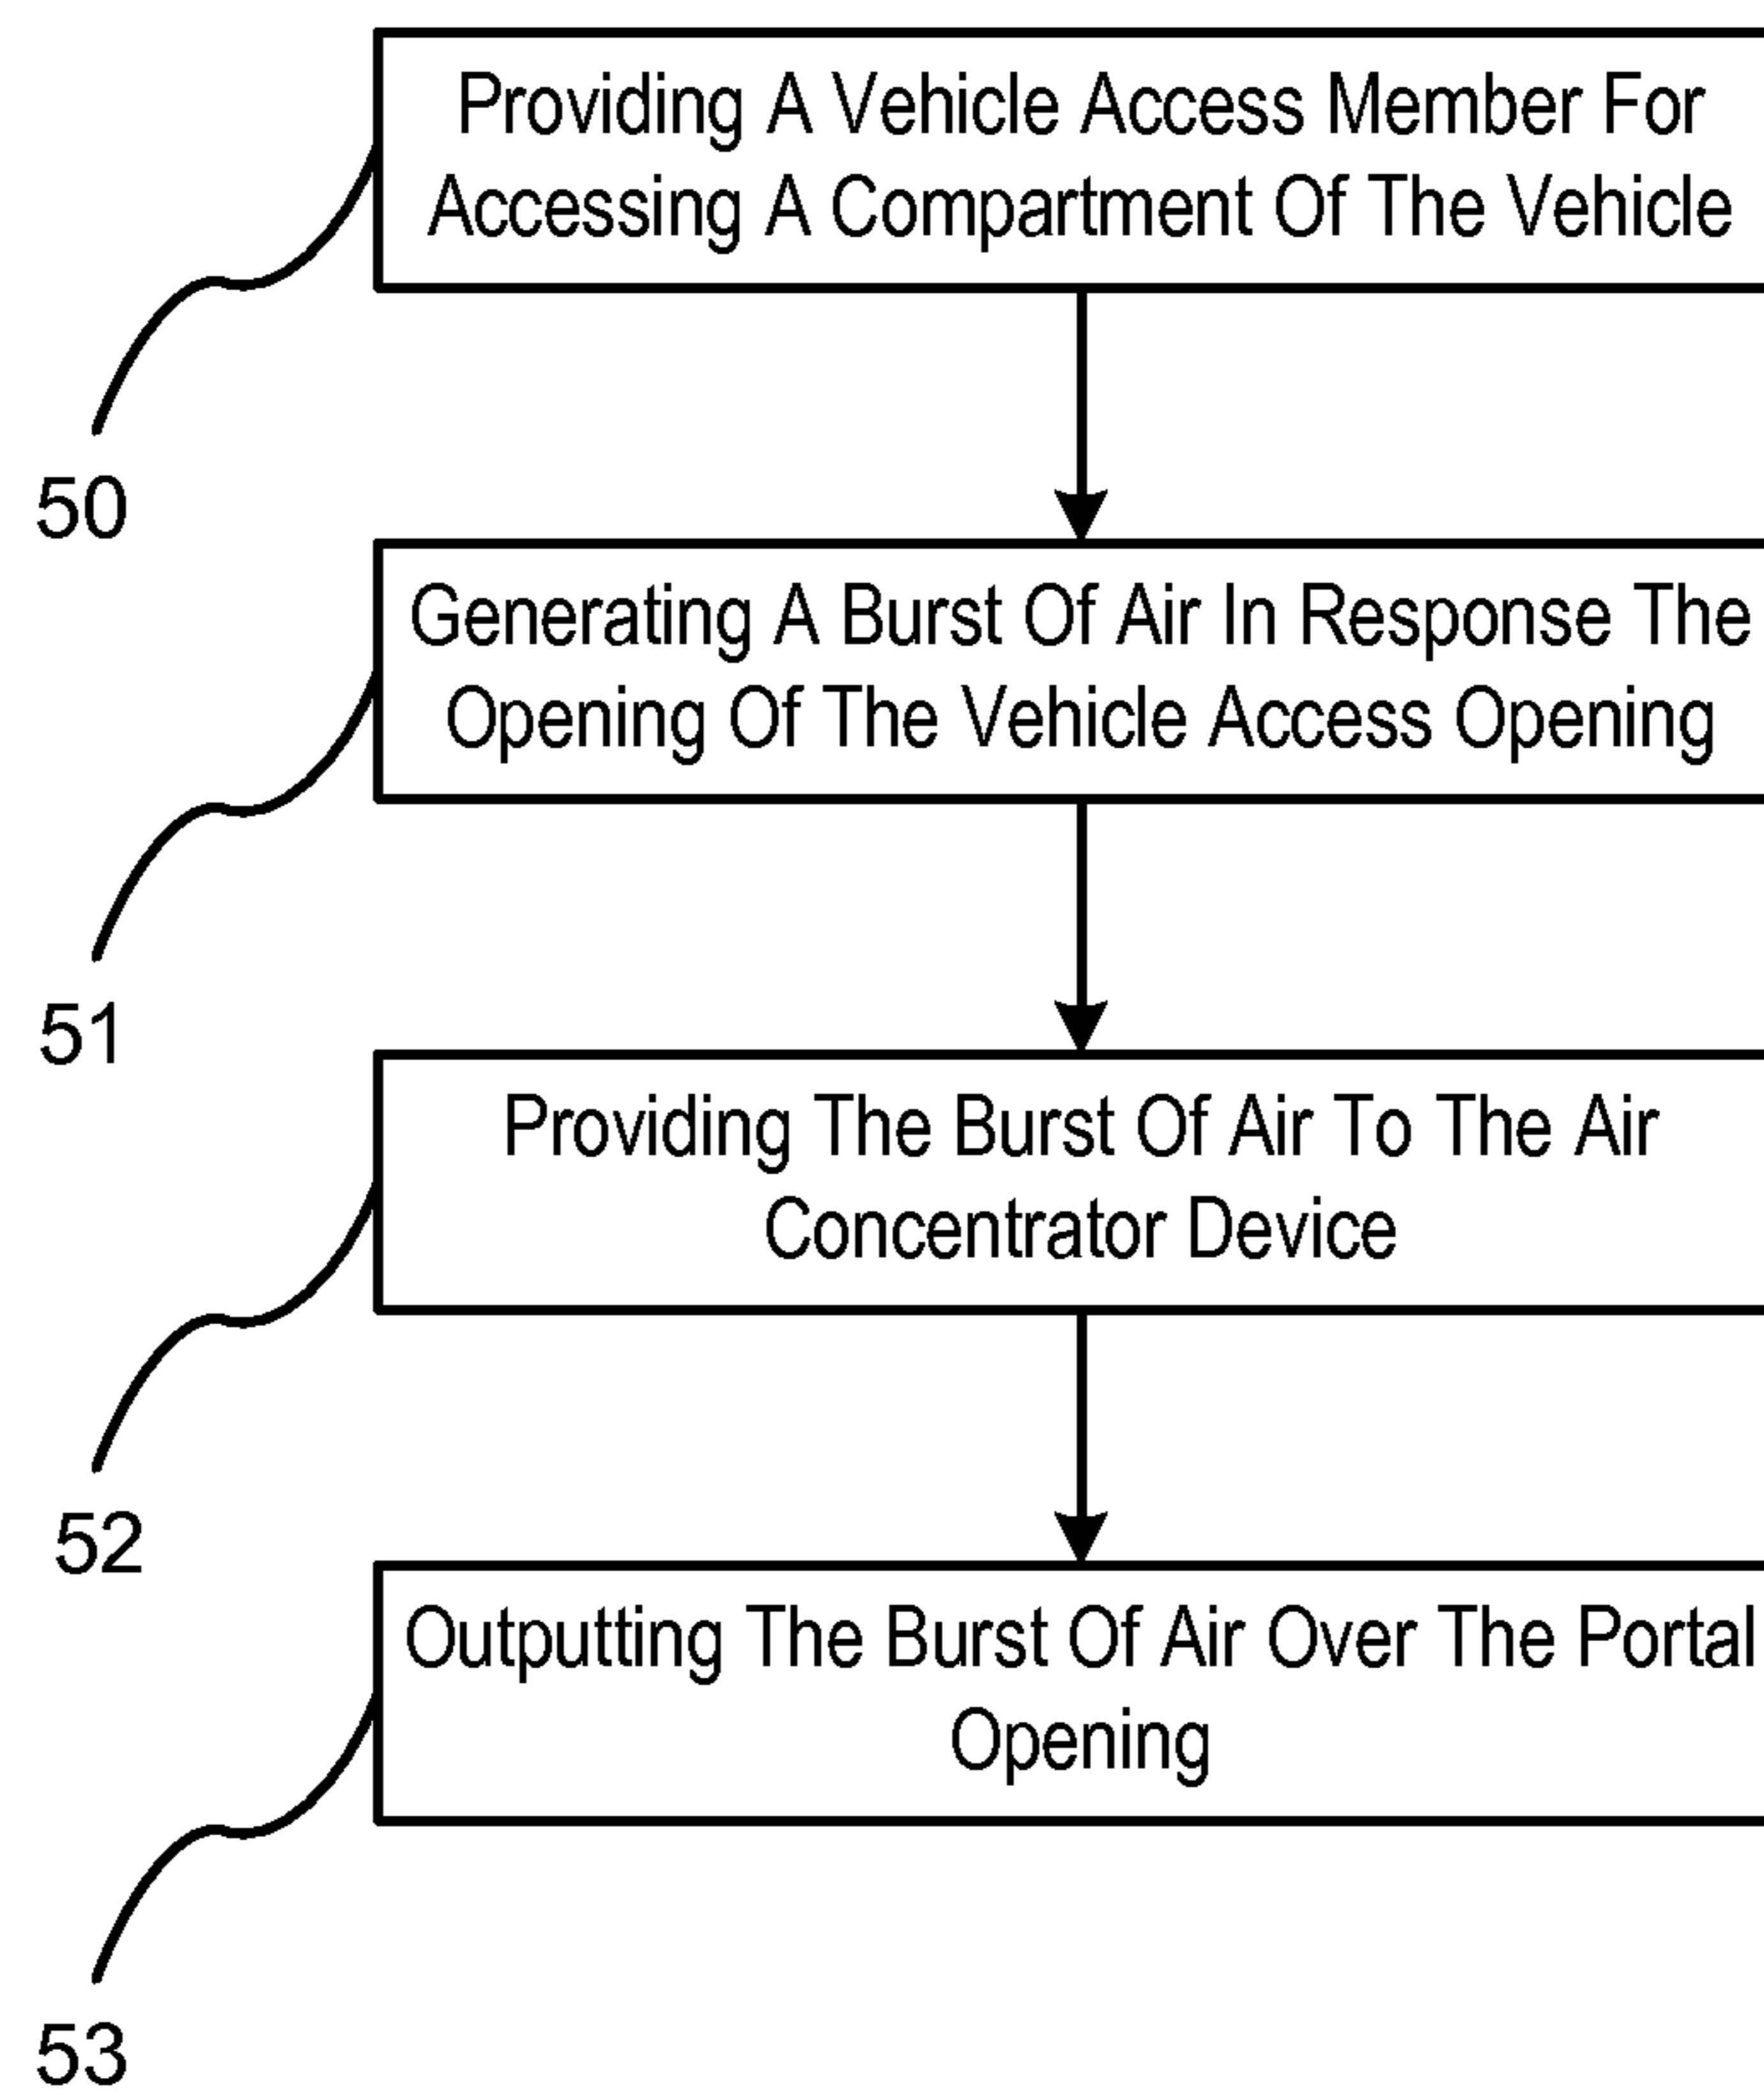 Providing A Vehicle Access Member For
Accessing A Compartment Of The Vehicle
50
Generating A Burst Of Air In Response The
Opening Of The Vehicle Access Opening
51
Providing The Burst Of Air To The Air
Concentrator Device
52
Outputting The Burst Of Air Over The Portal
Opening
53